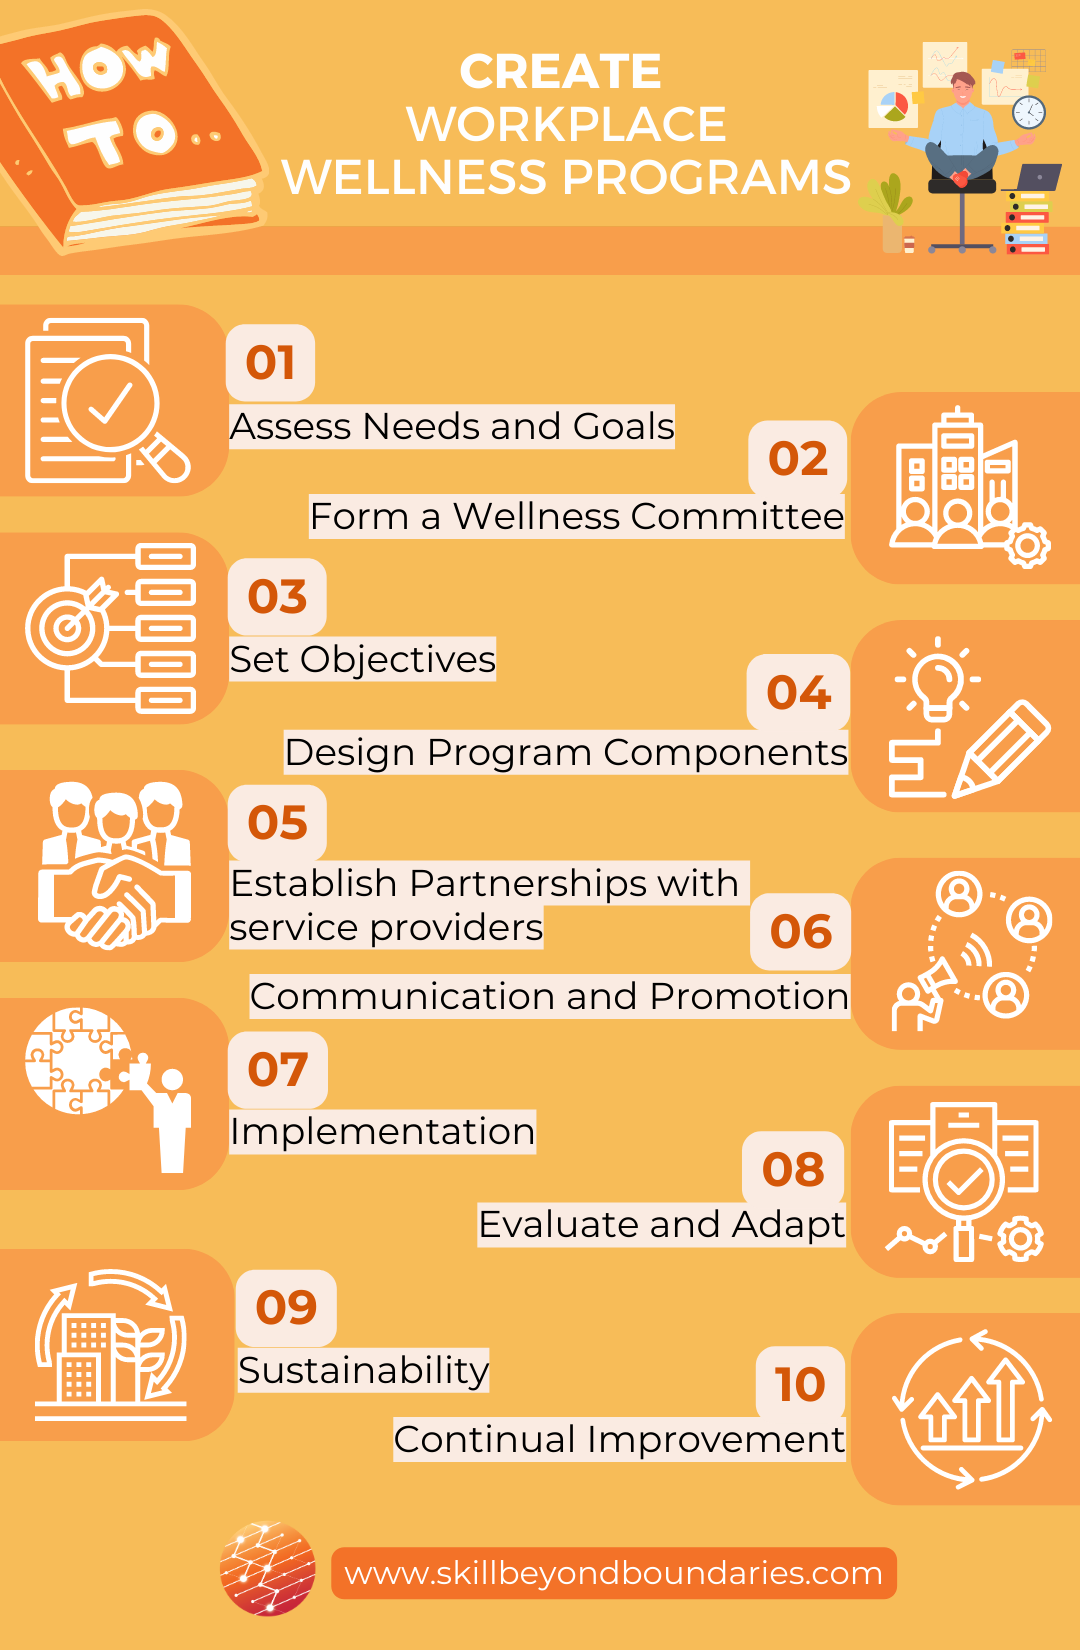 HOW
TO..
CREATE
WORKPLACE
WELLNESS PROGRAMS
01
Assess Needs and Goals
02
Form a Wellness Committee
03
Set Objectives
04
Design Program Components
05
Establish Partnerships with
service providers
06
Communication and Promotion
07
Implementation
08
Evaluate and Adapt
09
Sustainability
10
Continual Improvement
www.skillbeyondboundaries.com